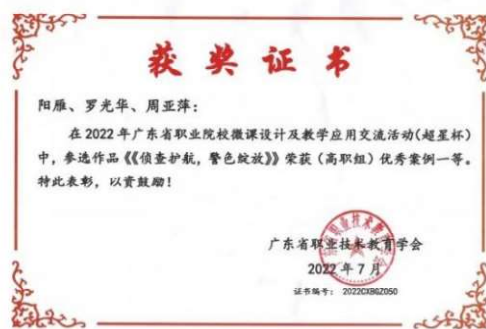 获奖证书
阳雁、罗光华、周亚萍：
在2022年广东省职业院校微课设计及教学应用交流活动（超星杯）
中，参选作品《《侦查护航，警色绽放》》荣获（高职组）优秀案例一等。
特此表彰，以资鼓励！
广东省职业技术教育学会
2022年7月
证书编号：2022CXBGZ050